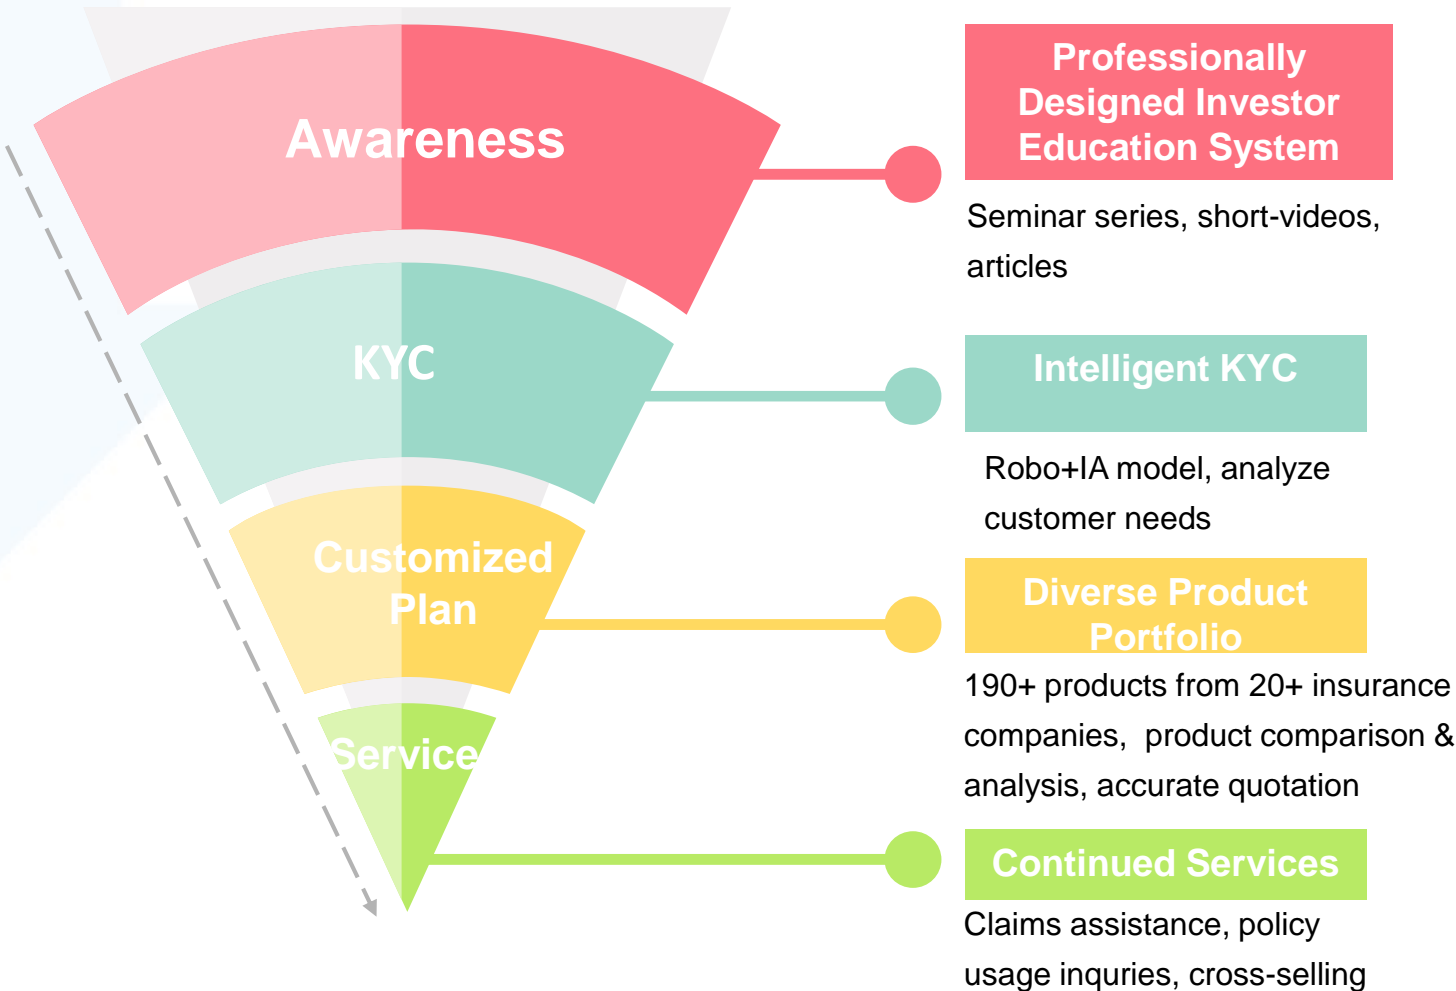 Awareness
Professionally
Designed Investor
Education System
Seminar series, short-videos,
articles
KYC
Intelligent KYC
Robo+IA model, analyze
customer needs
Customized
Plan
Diverse Product
Portfolio
190+ products from 20+ insurance
companies,  product comparison &
analysis, accurate quotation
Service
Continued Services
Claims assistance, policy
usage inquries, cross-selling